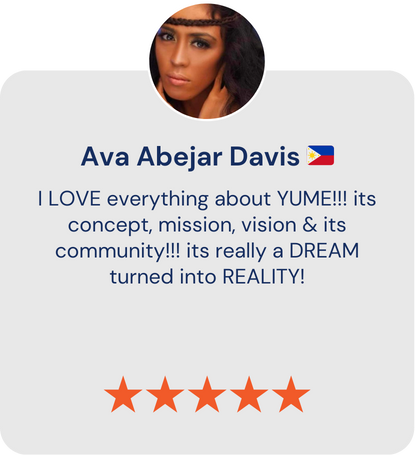 Ava Abejar Davis 🇵🇭
I LOVE everything about YUME!!! its
concept, mission, vision & its
community!!! its really a DREAM
turned into REALITY!